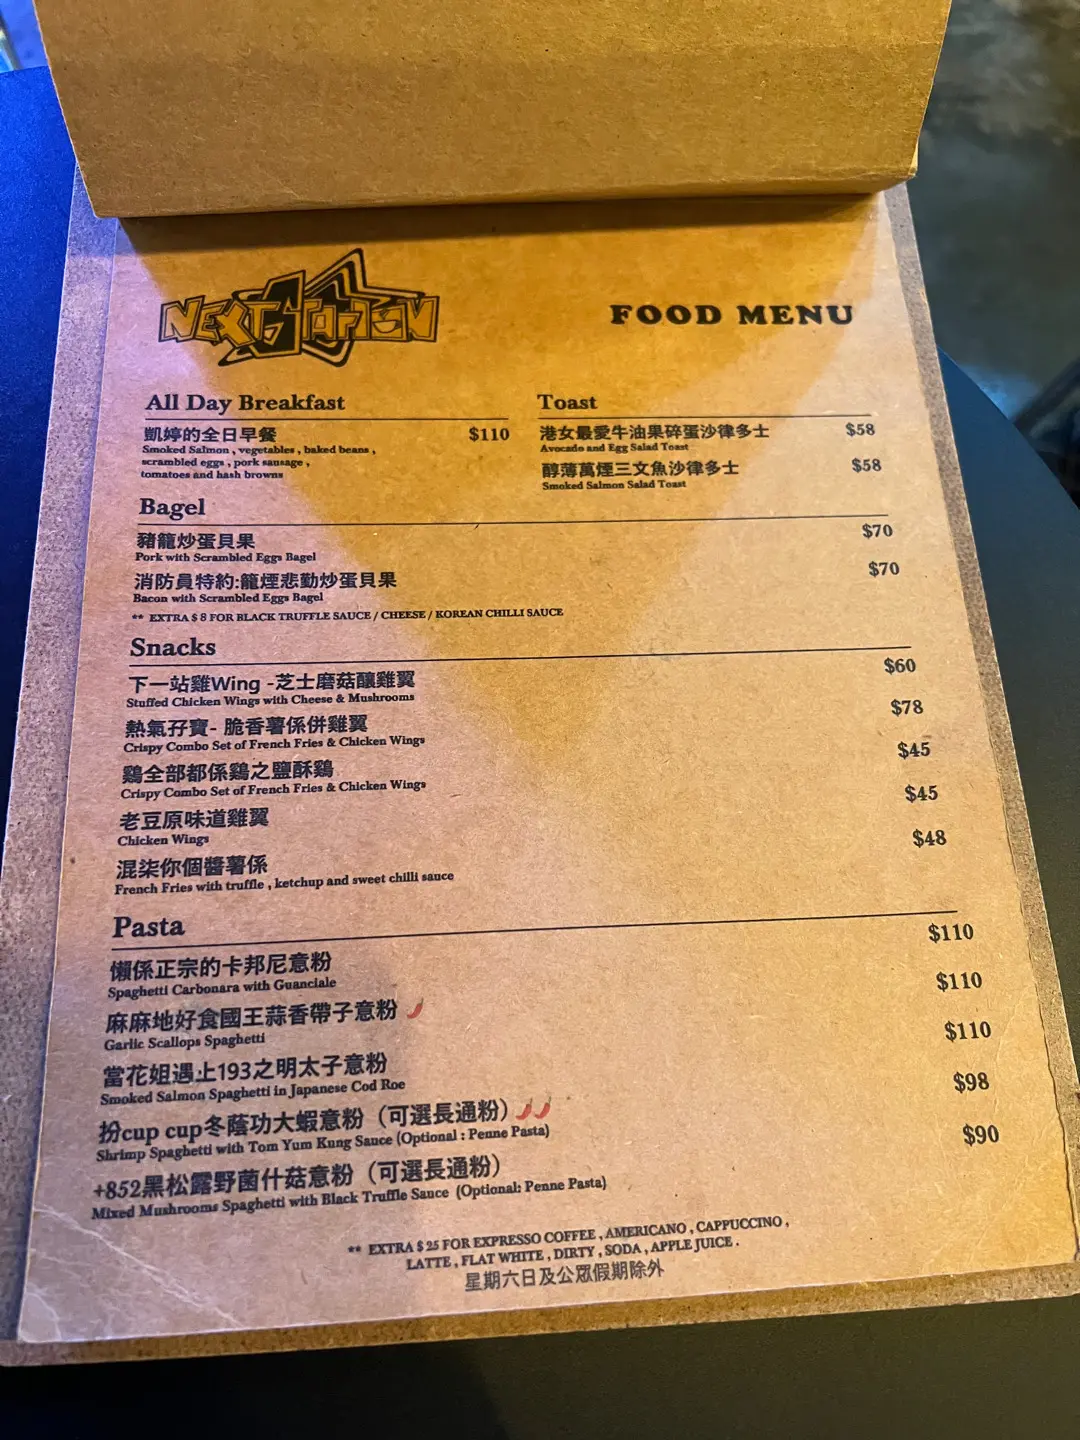 NEXT STATION
FOOD MENU
All Day Breakfast
凱婷的全日早餐 $110
Smoked Salmon , vegetables , baked beans ,
scrambled eggs , pork sausage ,
tomatoes and hash browns
Toast
港女最愛牛油果碎蛋沙律多士 $58
Avocado and Egg Salad Toast
醇薄萬煙三文魚沙律多士 $58
Smoked Salmon Salad Toast
Bagel
豬籠炒蛋貝果 $70
Pork with Scrambled Eggs Bagel
消防員特約:籠煙悲勤炒蛋貝果 $70
Bacon with Scrambled Eggs Bagel
** EXTRA $ 8 FOR BLACK TRUFFLE SAUCE / CHEESE / KOREAN CHILLI SAUCE
Snacks
下一站雞Wing -芝士磨菇釀雞翼 $60
Stuffed Chicken Wings with Cheese & Mushrooms
熱氣孖寶- 脆香薯係併雞翼 $78
Crispy Combo Set of French Fries & Chicken Wings
鷄全部都係鷄之鹽酥鷄 $45
Crispy Combo Set of French Fries & Chicken Wings
老豆原味道雞翼 $45
Chicken Wings
混柒你個醬薯係 $48
French Fries with truffle , ketchup and sweet chilli sauce
Pasta
懶係正宗的卡邦尼意粉 $110
Spaghetti Carbonara with Guanciale
麻麻地好食國王蒜香帶子意粉 $110
Garlic Scallops Spaghetti
當花姐遇上193之明太子意粉 $110
Smoked Salmon Spaghetti in Japanese Cod Roe
扮cup cup冬蔭功大蝦意粉（可選長通粉） $98
Shrimp Spaghetti with Tom Yum Kung Sauce (Optional : Penne Pasta)
+852黑松露野菌什菇意粉（可選長通粉） $90
Mixed Mushrooms Spaghetti with Black Truffle Sauce (Optional: Penne Pasta)
** EXTRA $ 25 FOR EXPRESSO COFFEE , AMERICANO , CAPPUCCINO ,
LATTE , FLAT WHITE , DIRTY , SODA , APPLE JUICE .
星期六日及公眾假期除外